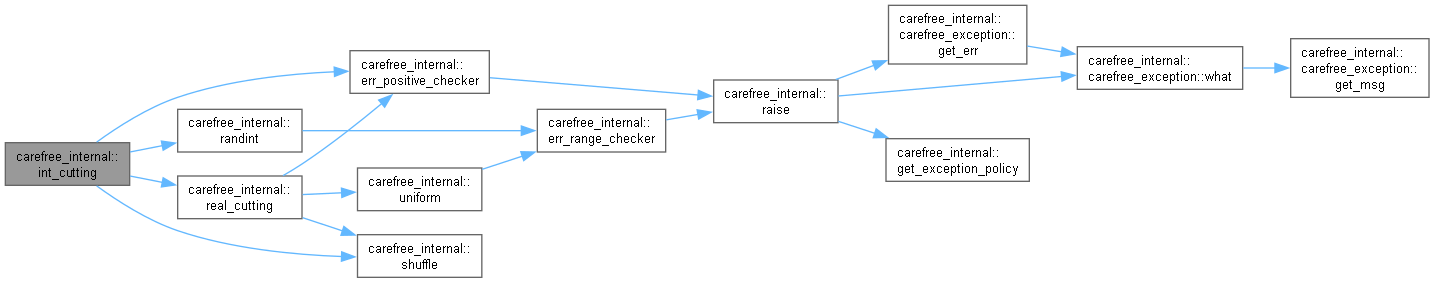 carefree_internal::
int_cutting
carefree_internal::
err_positive_checker
carefree_internal::
randint
carefree_internal::
real_cutting
carefree_internal::
uniform
carefree_internal::
shuffle
carefree_internal::
err_range_checker
carefree_internal::
raise
carefree_internal::
carefree_exception::
get_err
carefree_internal::
get_exception_policy
carefree_internal::
carefree_exception::what
carefree_internal::
carefree_exception::
get_msg